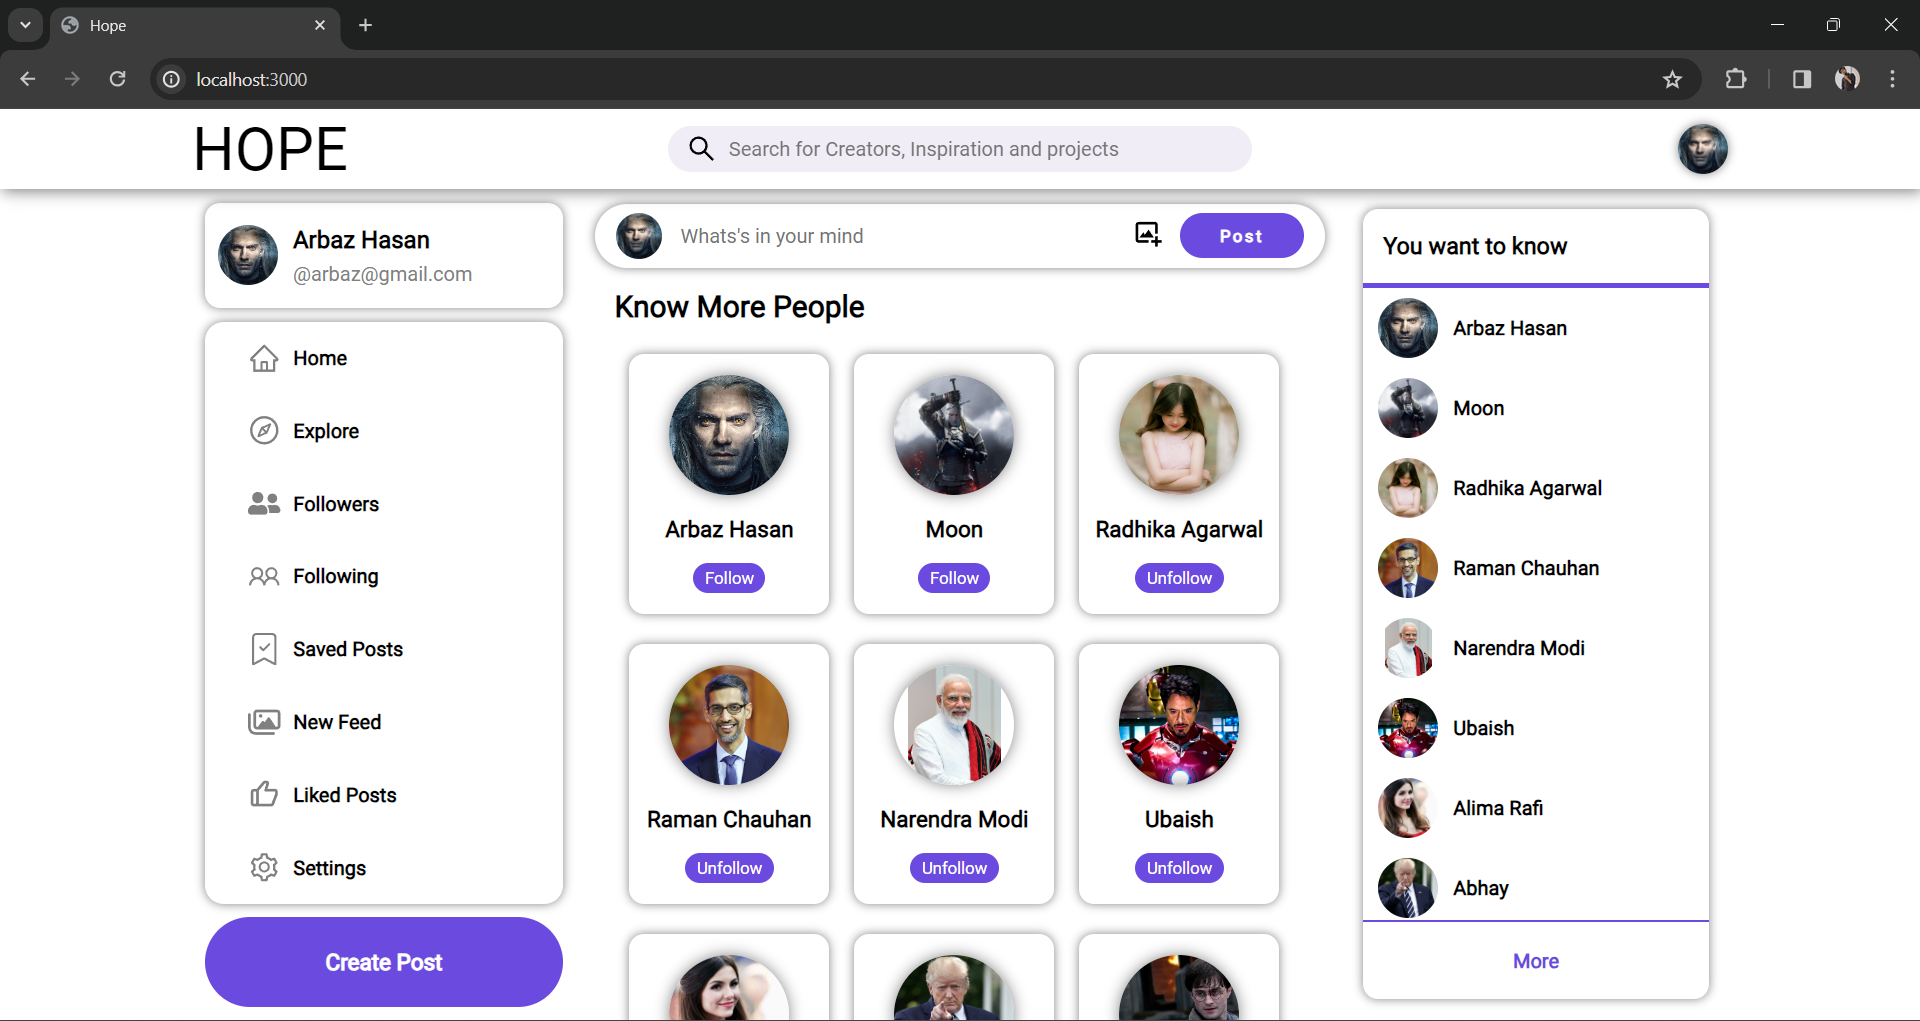 Hope
localhost:3000
HOPE
Search for Creators, Inspiration and projects
Arbaz Hasan
@arbaz@gmail.com
Home
Explore
Followers
Following
Saved Posts
New Feed
Liked Posts
Settings
Create Post
Whats's in your mind
Post
Know More People
Arbaz Hasan
Follow
Moon
Follow
Radhika Agarwal
Unfollow
Raman Chauhan
Unfollow
Narendra Modi
Unfollow
Ubaish
Unfollow
You want to know
Arbaz Hasan
Moon
Radhika Agarwal
Raman Chauhan
Narendra Modi
Ubaish
Alima Rafi
Abhay
More